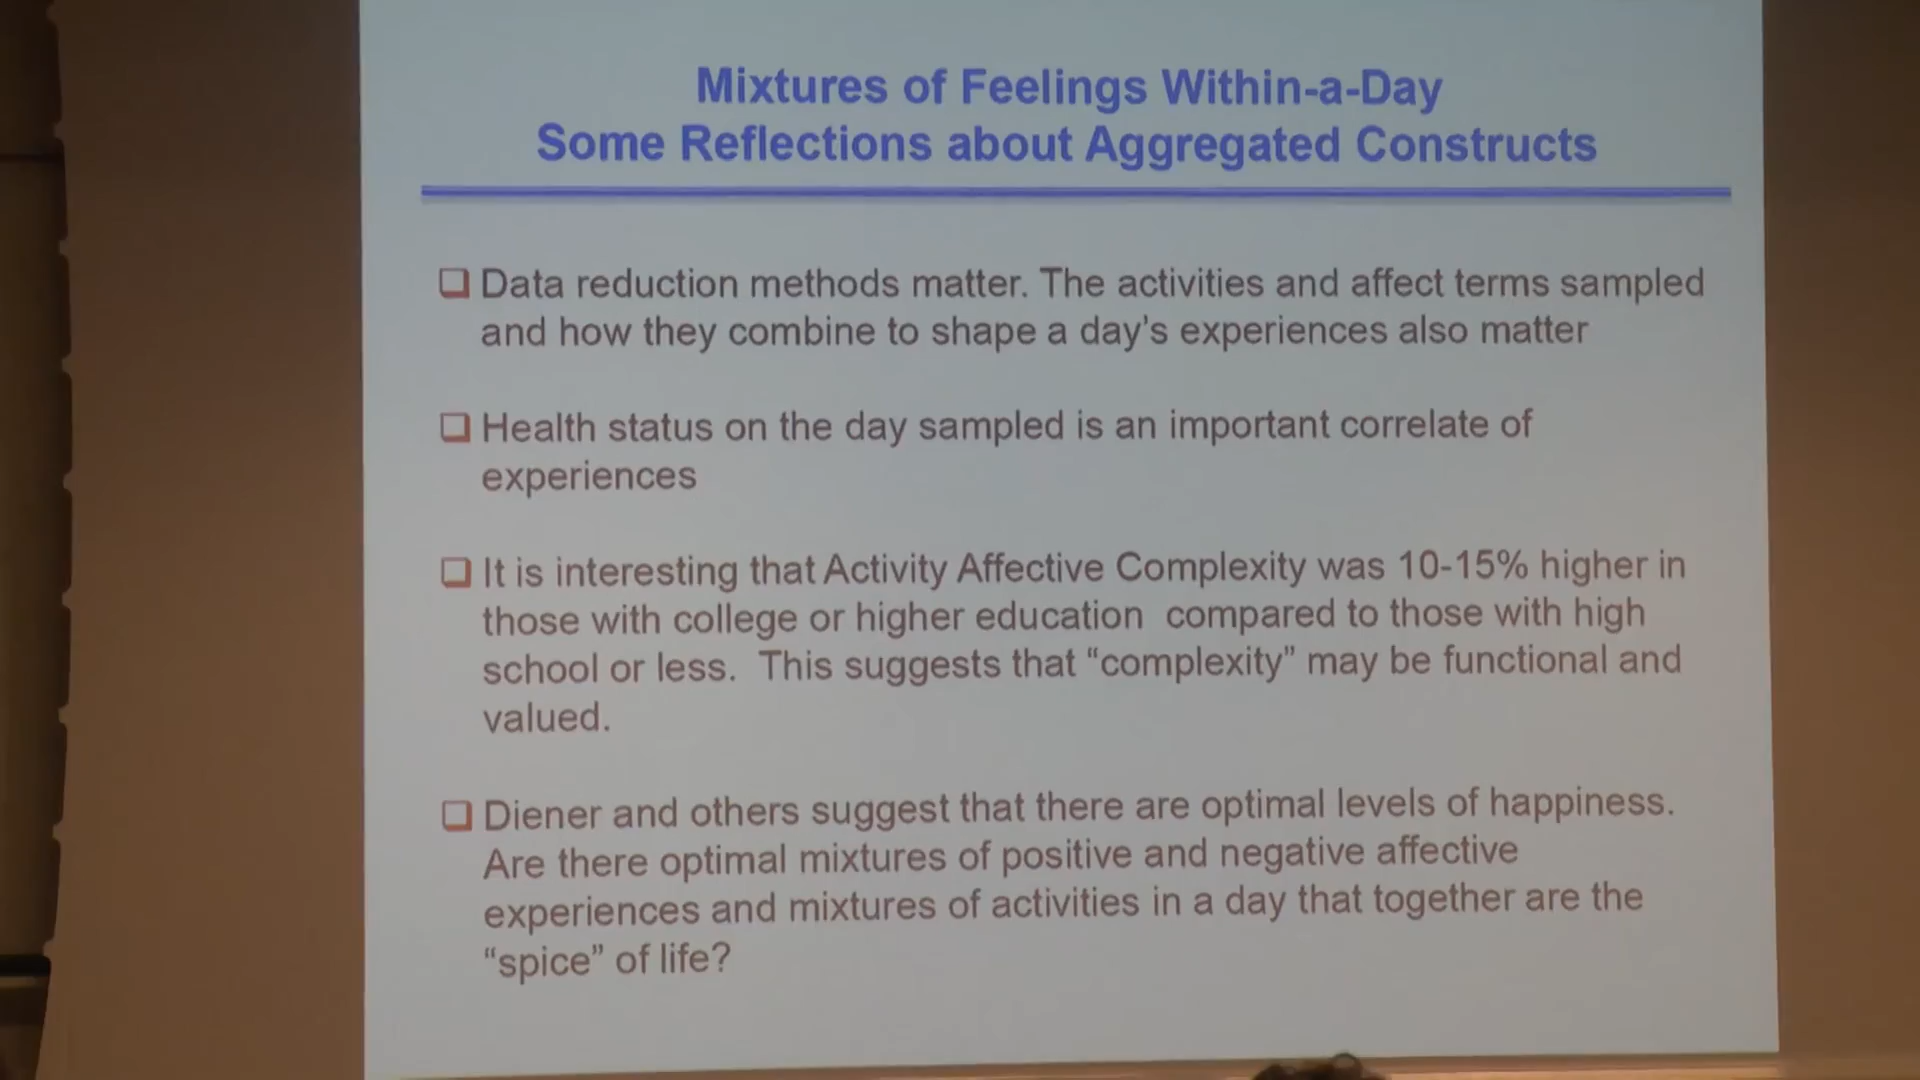 Mixtures of Feelings Within-a-Day
Some Reflections about Aggregated Constructs
Data reduction methods matter. The activities and affect terms sampled
and how they combine to shape a day's experiences also matter
Health status on the day sampled is an important correlate of
experiences
It is interesting that Activity Affective Complexity was 10-15% higher in
those with college or higher education compared to those with high
school or less. This suggests that “complexity” may be functional and
valued.
Diener and others suggest that there are optimal levels of happiness.
Are there optimal mixtures of positive and negative affective
experiences and mixtures of activities in a day that together are the
“spice” of life?